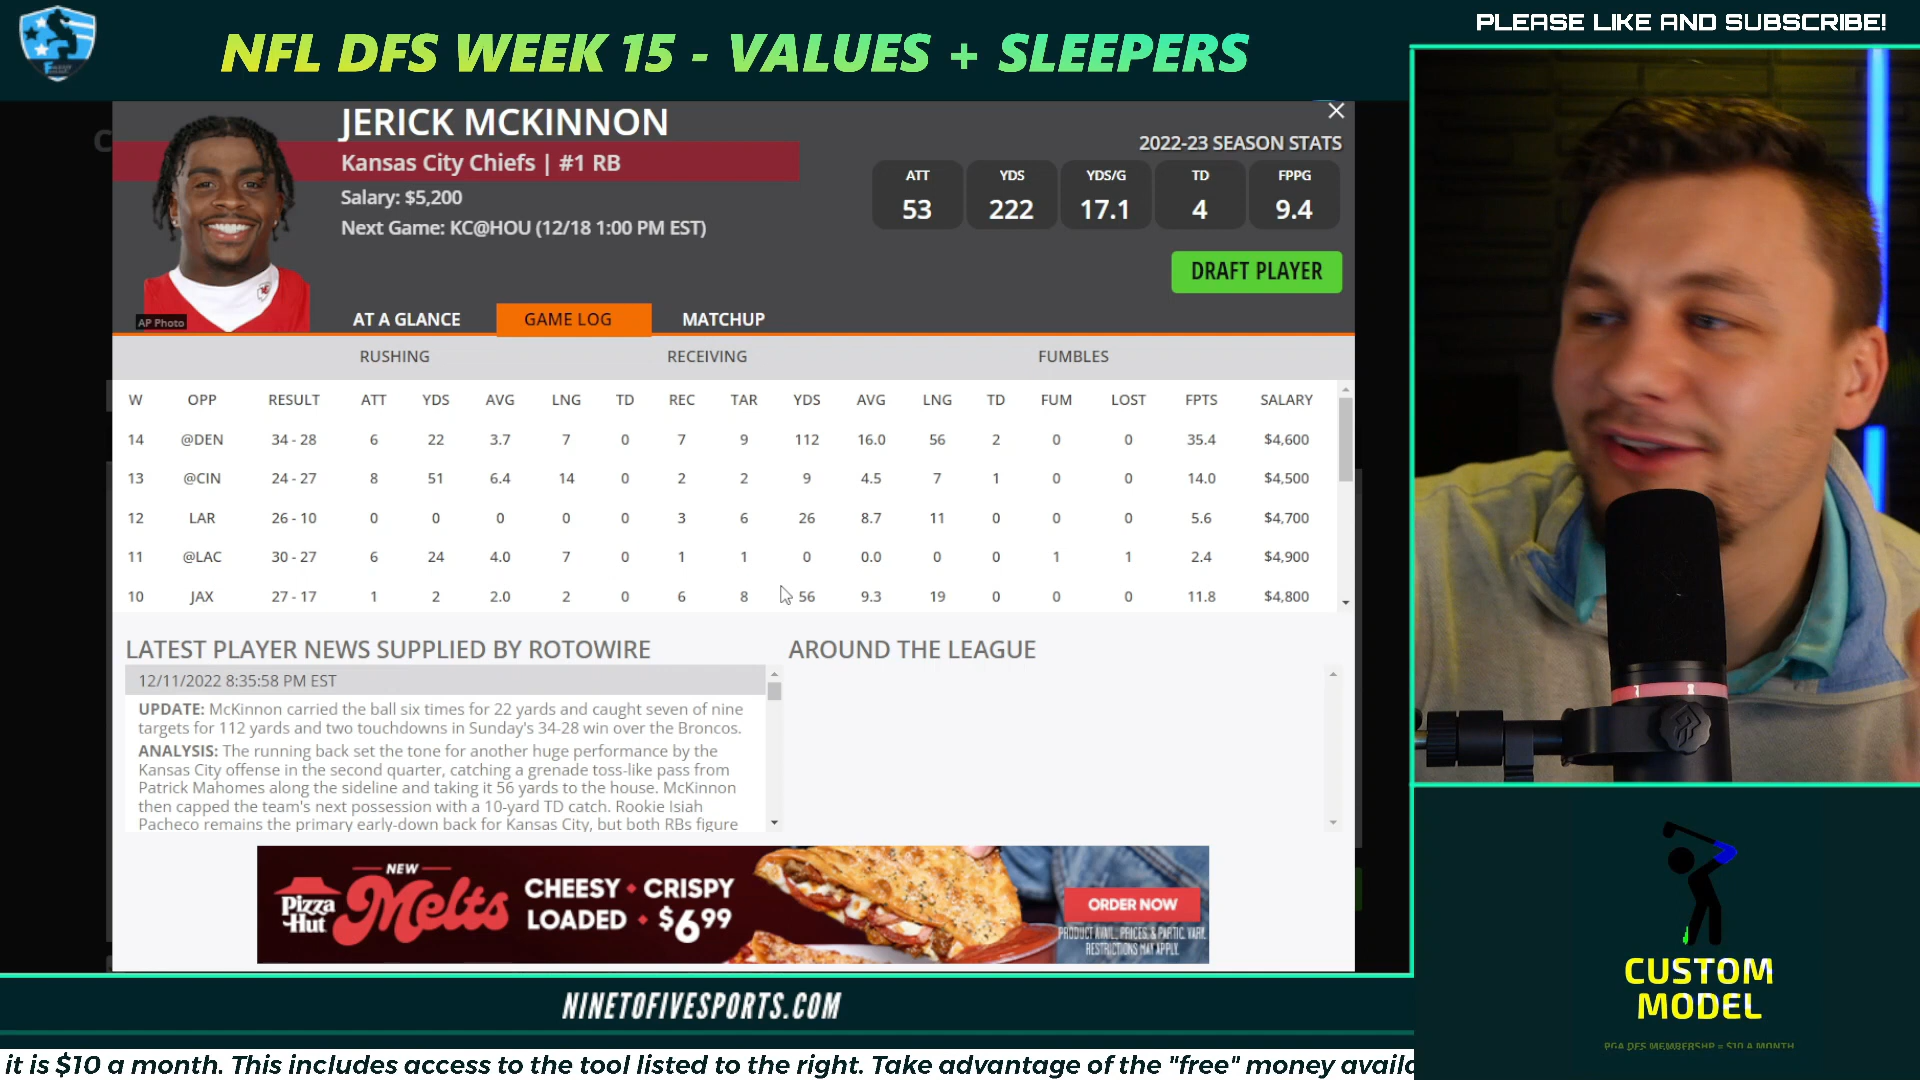 PLEASE LIKE AND SUBSCRIBE!
NFL DFS WEEK 15 - VALUES + SLEEPERS
JERICK MCKINNON
Kansas City Chiefs | #1 RB
Salary: $5,200
Next Game: KC@HOU (12/18 1:00 PM EST)
AP Photo
2022-23 SEASON STATS
ATT YDS YDS/G TD FPPG
53 222 17.1 4 9.4
DRAFT PLAYER
AT A GLANCE GAME LOG MATCHUP
RUSHING RECEIVING FUMBLES
W OPP RESULT ATT YDS AVG LNG TD REC TAR YDS AVG LNG TD FUM LOST FPTS SALARY
14 @DEN 34 - 28 6 22 3.7 7 0 7 9 112 16.0 56 2 0 0 35.4 $4,600
13 @CIN 24 - 27 8 51 6.4 14 0 2 2 9 4.5 7 1 0 0 14.0 $4,500
12 LAR 26 - 10 0 0 0 0 0 3 6 26 8.7 11 0 0 0 5.6 $4,700
11 @LAC 30 - 27 6 24 4.0 7 0 1 1 0 0.0 0 0 1 1 2.4 $4,900
10 JAX 27 - 17 1 2 2.0 2 0 6 8 56 9.3 19 0 0 0 11.8 $4,800
LATEST PLAYER NEWS SUPPLIED BY ROTOWIRE
AROUND THE LEAGUE
12/11/2022 8:35:58 PM EST
UPDATE: McKinnon carried the ball six times for 22 yards and caught seven of nine
targets for 112 yards and two touchdowns in Sunday's 34-28 win over the Broncos.
ANALYSIS: The running back set the tone for another huge performance by the
Kansas City offense in the second quarter, catching a grenade toss-like pass from
Patrick Mahomes along the sideline and taking it 56 yards to the house. McKinnon
then capped the team's next possession with a 10-yard TD catch. Rookie Isiah
Pacheco remains the primary early-down back for Kansas City, but both RBs figure
Pizza
Hut
NEW
Melts
CHEESY • CRISPY
LOADED • $699
ORDER NOW
PRODUCT AVAIL., PRICES, & PARTIC. VARY.
RESTRICTIONS MAY APPLY.
CUSTOM
MODEL
PGA DFS MEMBERSHIP = $10 A MONTH
NINETOFIVESPORTS.COM
it is $10 a month. This includes access to the tool listed to the right. Take advantage of the "free" money availa